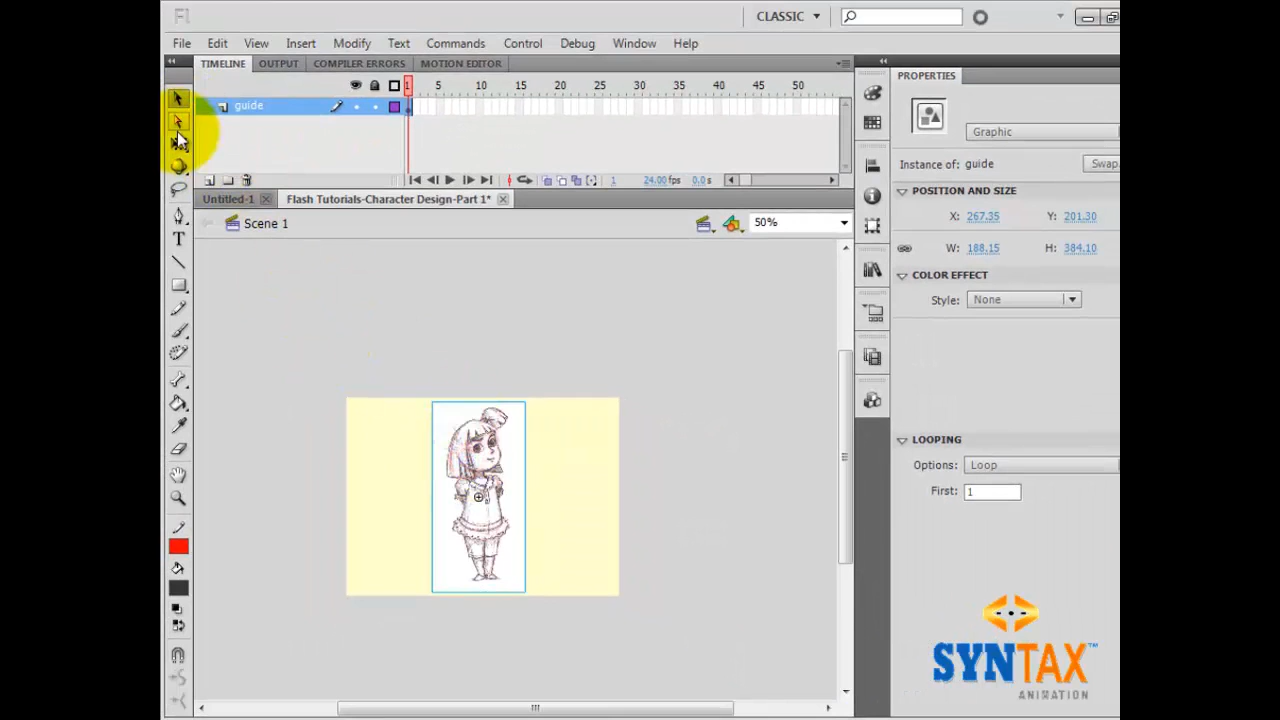 Fl
CLASSIC
File Edit View Insert Modify Text Commands Control Debug Window Help
TIMELINE OUTPUT COMPILER ERRORS MOTION EDITOR
1 5 10 15 20 25 30 35 40 45 50
guide
1 24.00 fps 0.0 s
Untitled-1 Flash Tutorials-Character Design-Part 1*
Scene 1 50%
PROPERTIES
Graphic
Instance of: guide Swap
POSITION AND SIZE
X: 267.35 Y: 201.30
W: 188.15 H: 384.10
COLOR EFFECT
Style: None
LOOPING
Options: Loop
First: 1
SYNTAX™
ANIMATION